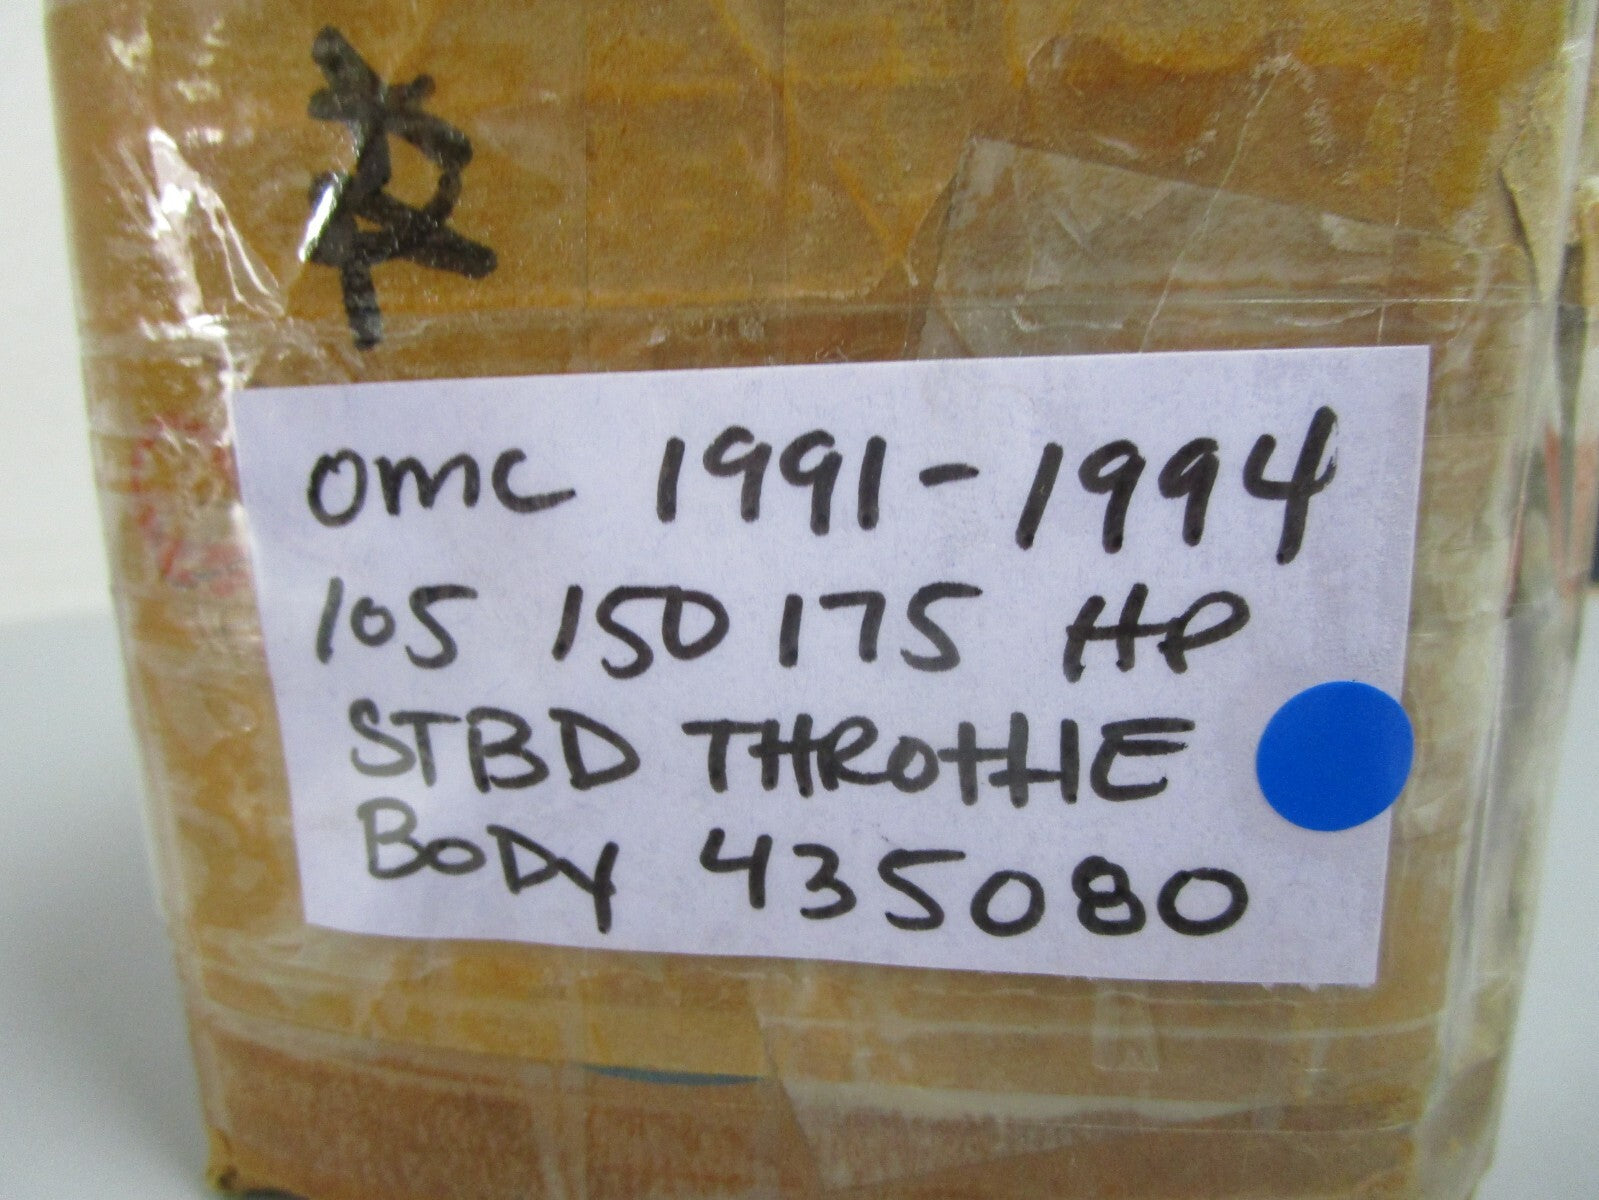 OMC 1991-1994
105 150 175 HP
STBD THROttlE
BODY 435080